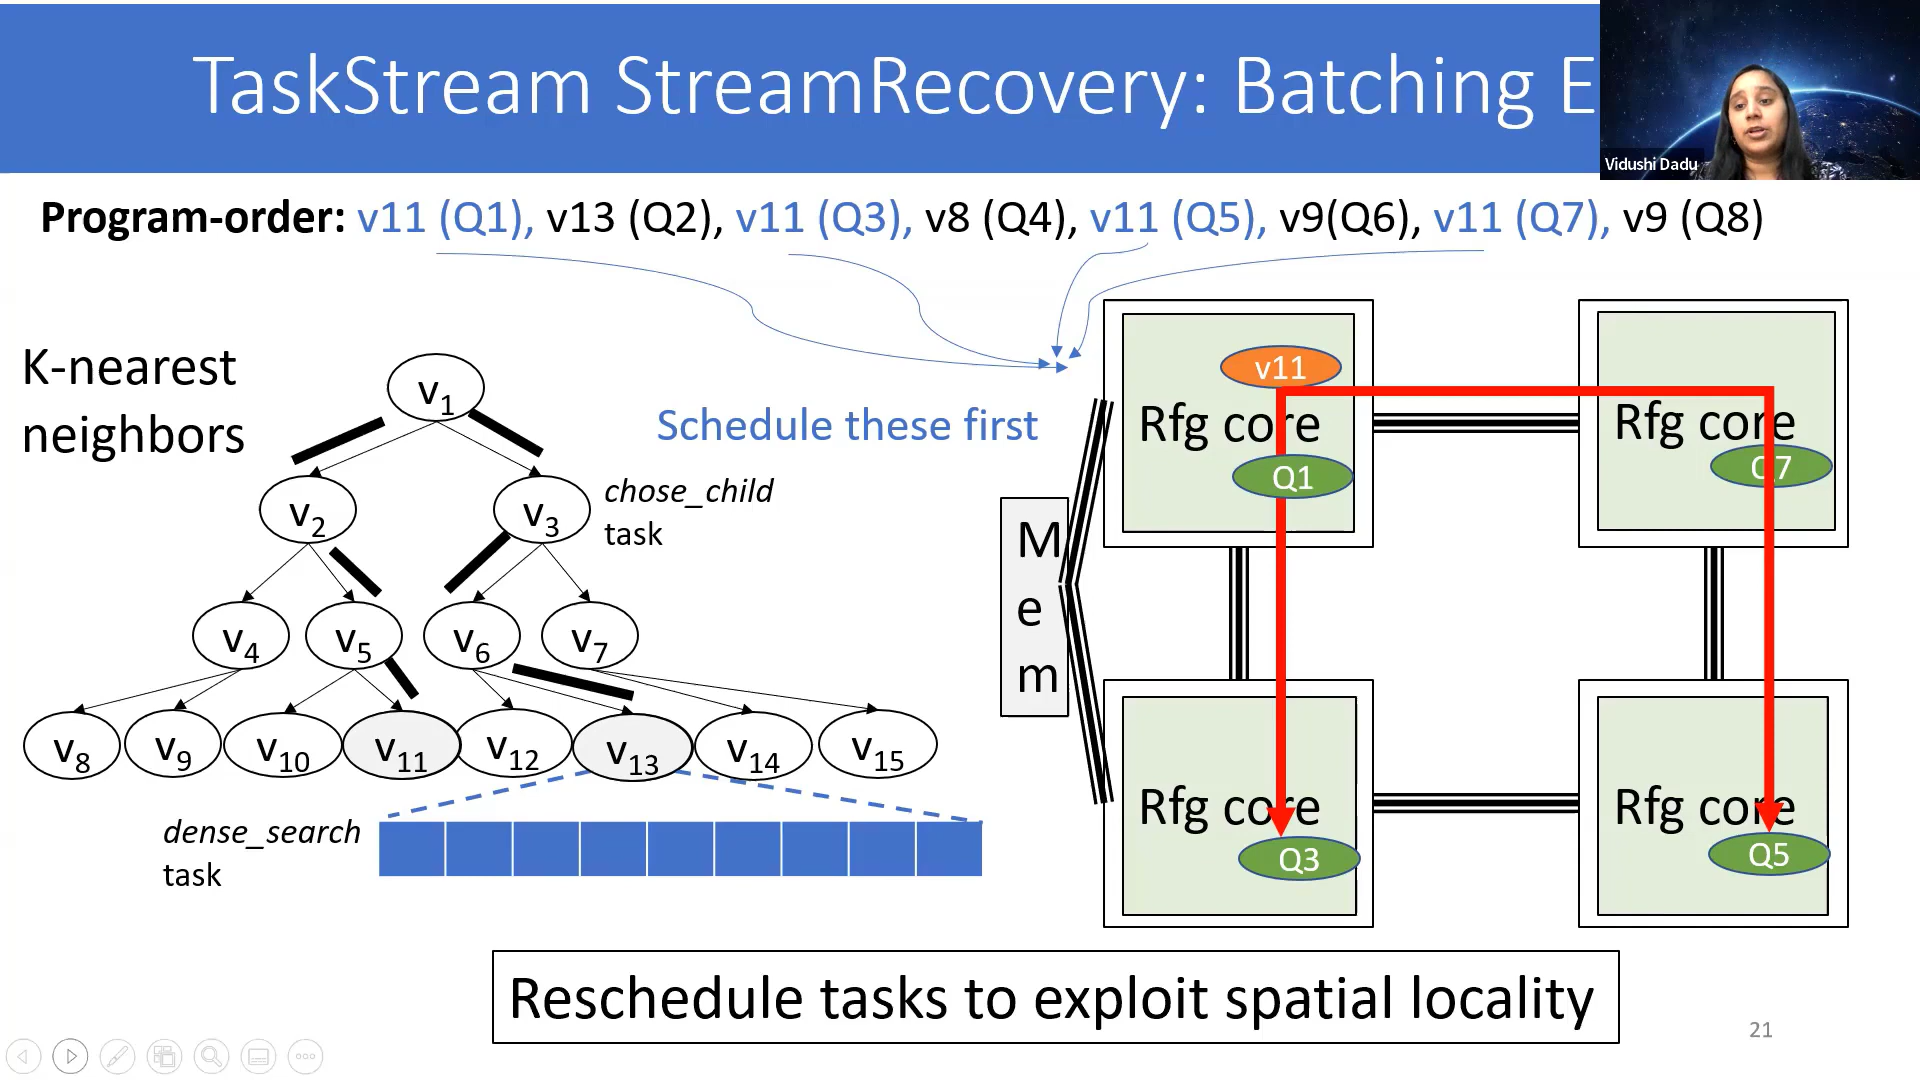 TaskStream StreamRecovery: Batching E
Vidushi Dadu
Program-order: v11 (Q1), v13 (Q2), v11 (Q3), v8 (Q4), v11 (Q5), v9(Q6), v11 (Q7), v9 (Q8)
K-nearest
neighbors
Schedule these first
v1
v2
v3
chose_child
task
v4
v5
v6
v7
v8
v9
v10
v11
v12
v13
v14
v15
dense_search
task
Mem
v11
Rfg core
Q1
Rfg core
Q7
Rfg core
Q3
Rfg core
Q5
Reschedule tasks to exploit spatial locality
21